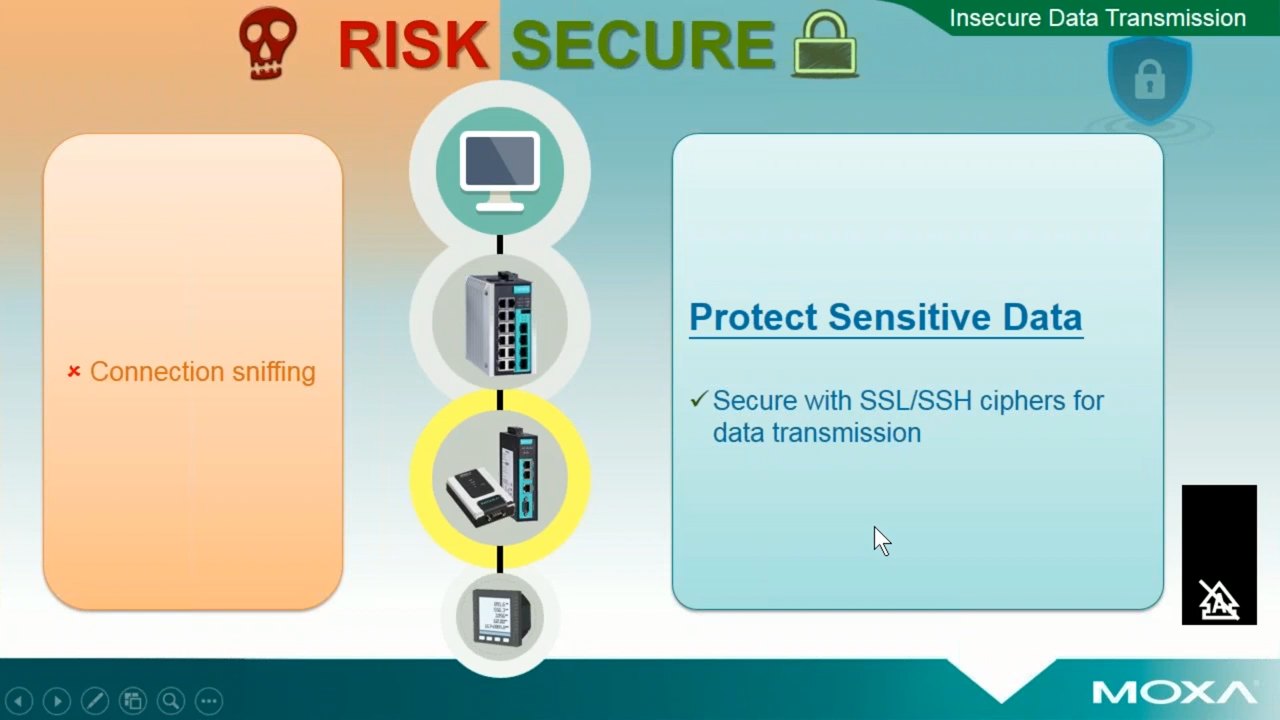 Insecure Data Transmission
RISK SECURE
Protect Sensitive Data
× Connection sniffing
✓ Secure with SSL/SSH ciphers for
data transmission
MOXA
MOXA